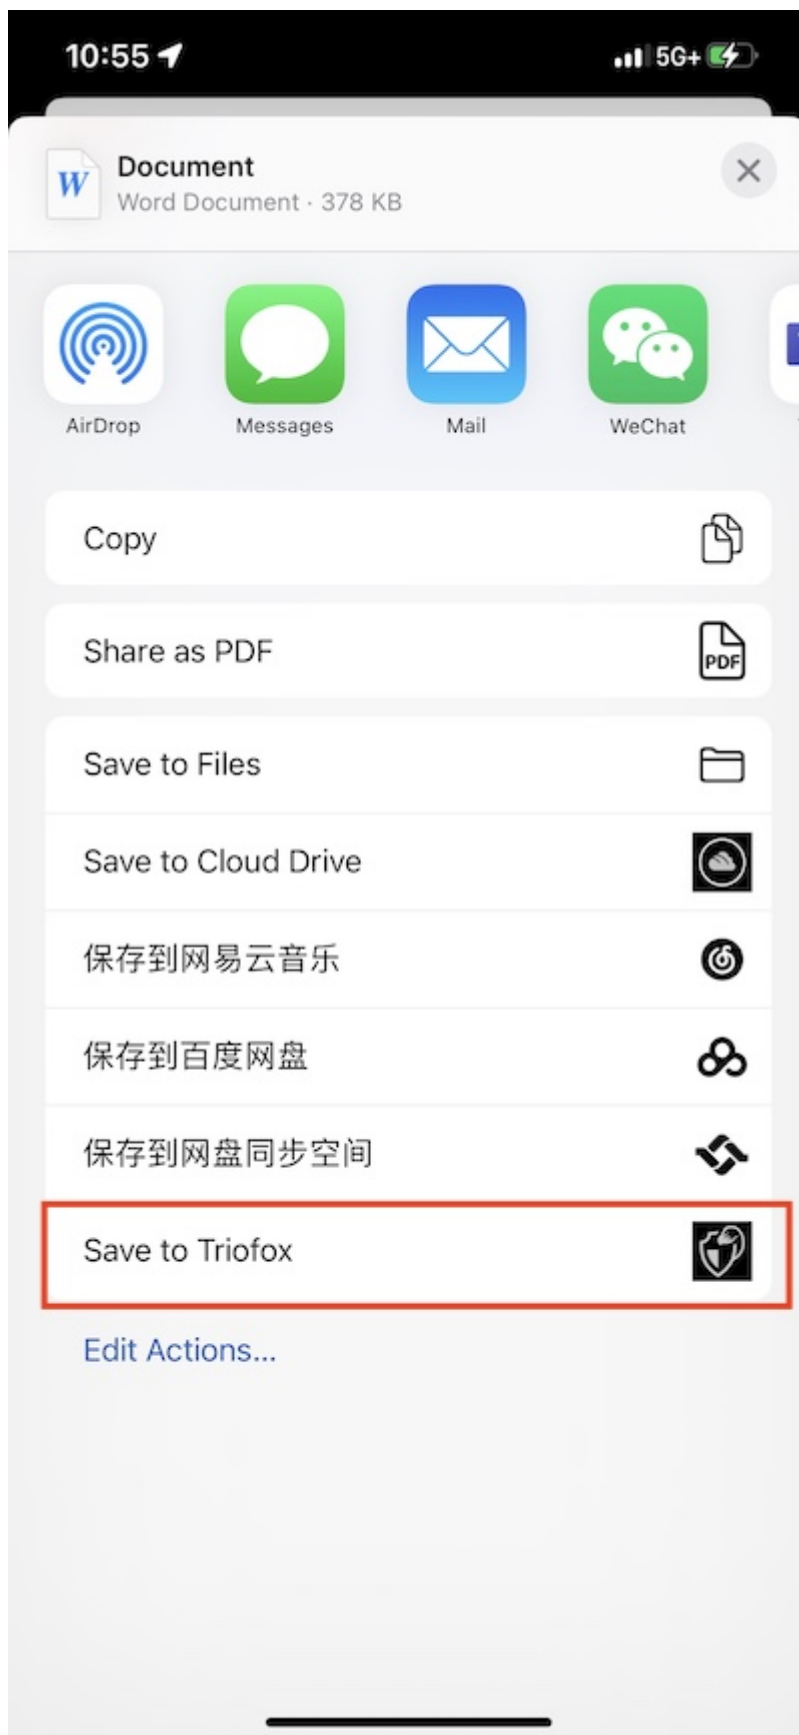 10:55
5G+
W
Document
Word Document · 378 KB
AirDrop
Messages
Mail
WeChat
Copy
Share as PDF
PDF
Save to Files
Save to Cloud Drive
保存到网易云音乐
保存到百度网盘
保存到网盘同步空间
Save to Triofox
Edit Actions...